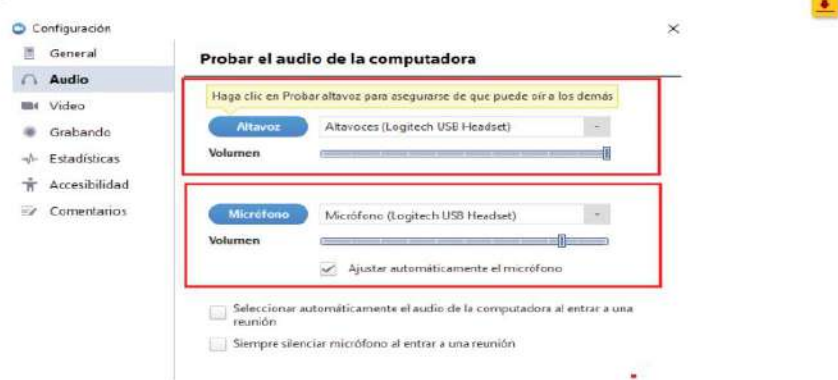 Configuración
General
Audio
Video
Grabando
Estadísticas
Accesibilidad
Comentarios
Probar el audio de la computadora
Haga clic en Probar altavoz para asegurarse de que puede oír a los demás
Altavoz
Altavoces (Logitech USB Headset)
Volumen
Micrófono
Micrófono (Logitech USB Headset)
Volumen
Ajustar automáticamente el micrófono
Seleccionar automáticamente el audio de la computadora al entrar a una
reunión
Siempre silenciar micrófono al entrar a una reunión